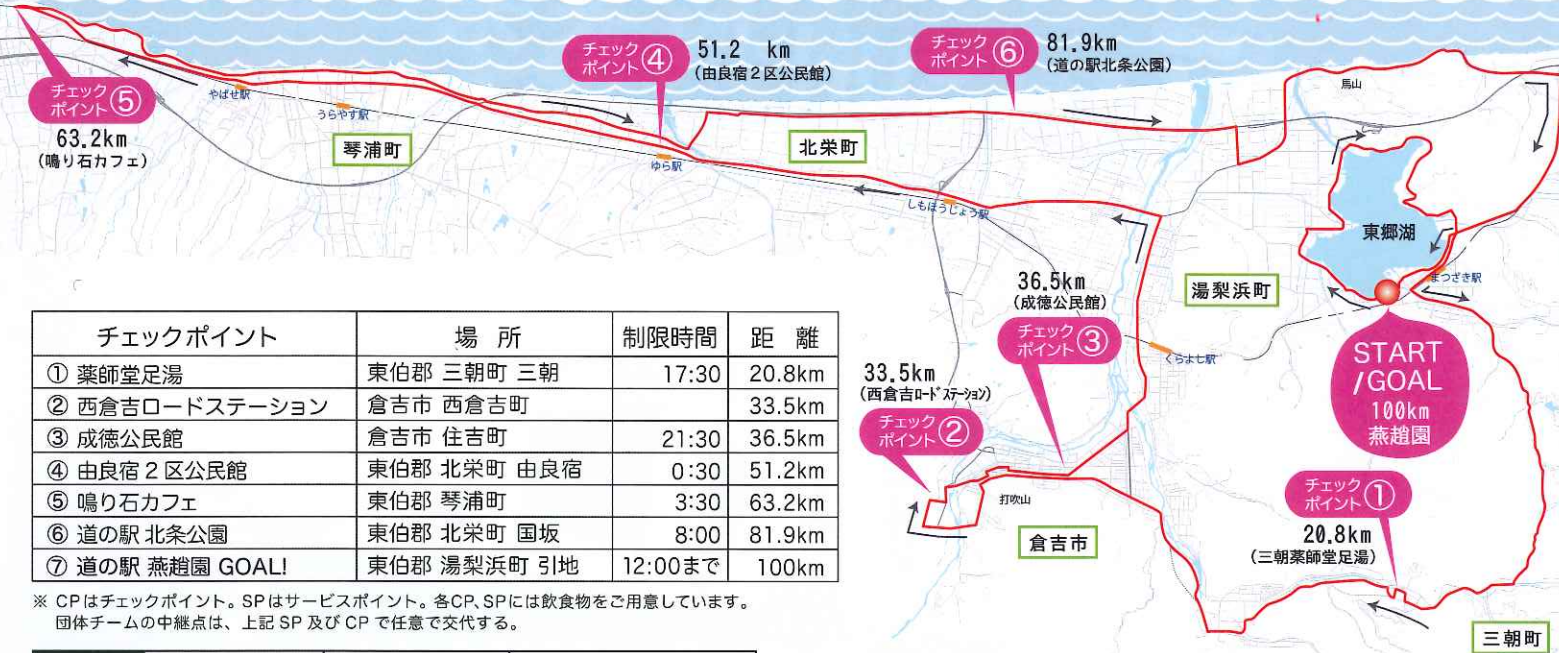 チェックポイント④
51.2 km
(由良宿2区公民館)
チェックポイント⑥
81.9km
(道の駅北条公園)
チェックポイント⑤
63.2km
(鳴り石カフェ)
やばせ駅
うらやす駅
琴浦町
ゆら駅
北栄町
しもほうじょう駅
馬山
東郷湖
まつざき駅
湯梨浜町
START
/GOAL
100km
燕趙園
36.5km
(成徳公民館)
チェックポイント③
くらよし駅
33.5km
(西倉吉ロードステーション)
チェックポイント②
打吹山
倉吉市
チェックポイント①
20.8km
(三朝薬師堂足湯)
三朝町
チェックポイント 場所 制限時間 距離
① 薬師堂足湯 東伯郡 三朝町 三朝 17:30 20.8km
② 西倉吉ロードステーション 倉吉市 西倉吉町 33.5km
③ 成徳公民館 倉吉市 住吉町 21:30 36.5km
④ 由良宿2区公民館 東伯郡 北栄町 由良宿 0:30 51.2km
⑤ 鳴り石カフェ 東伯郡 琴浦町 3:30 63.2km
⑥ 道の駅 北条公園 東伯郡 北栄町 国坂 8:00 81.9km
⑦ 道の駅 燕趙園 GOAL! 東伯郡 湯梨浜町 引地 12:00まで 100km
※ CPはチェックポイント。SPはサービスポイント。各CP、SPには飲食物をご用意しています。
団体チームの中継点は、上記 SP 及び CP で任意で交代する。